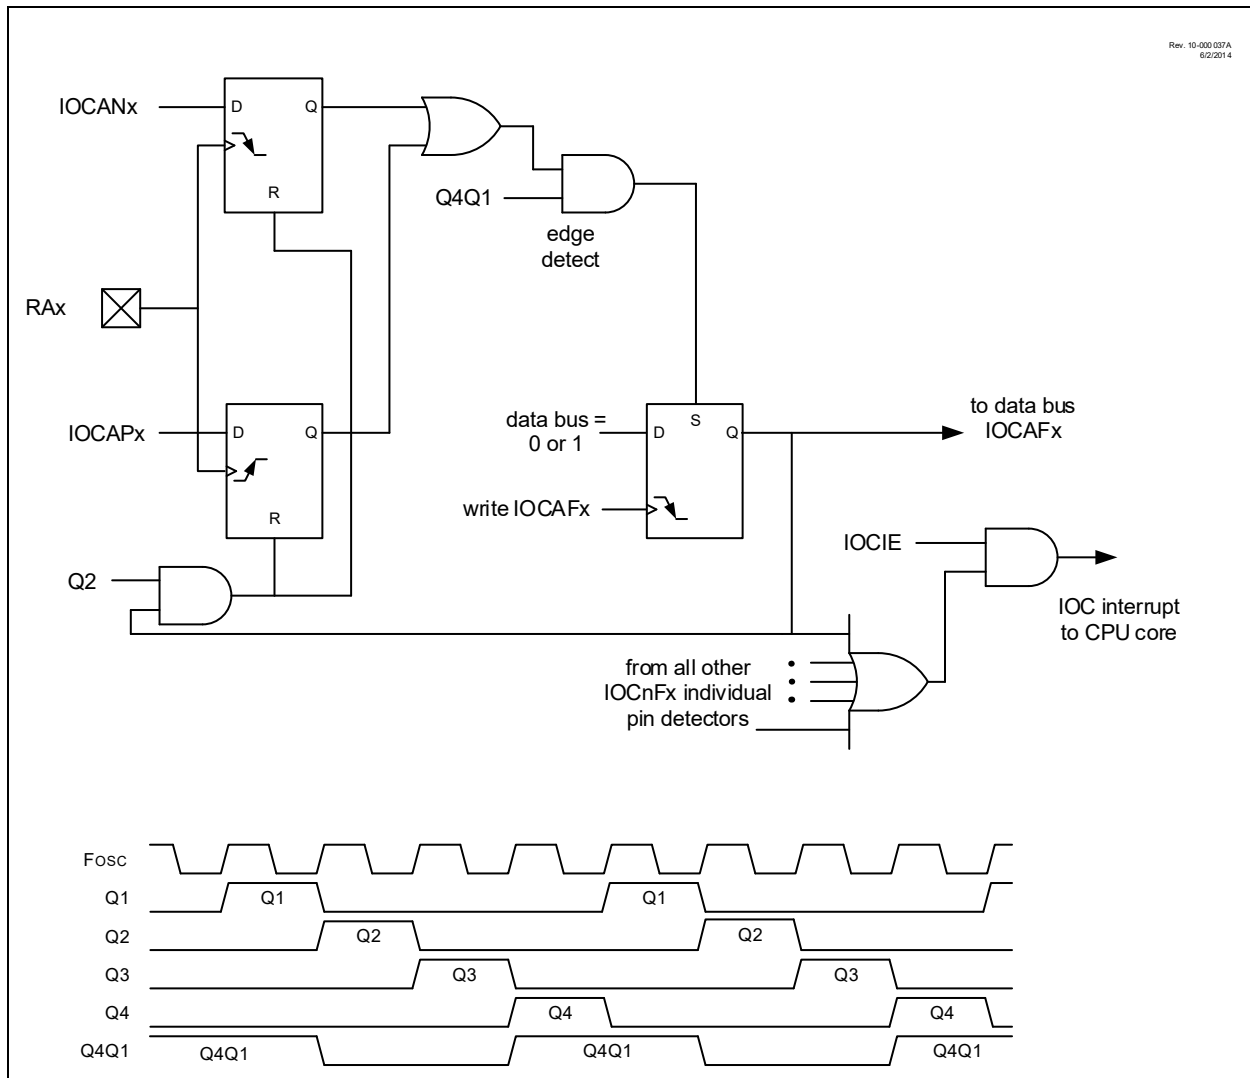 Rev. 10-000 037A
6/2/2014
IOCANx
D
Q
R
Q4Q1
edge
detect
RAx
IOCAPx
D
Q
R
data bus =
0 or 1
S
D
Q
to data bus
IOCAFx
write IOCAFx
IOCIE
Q2
IOC interrupt
to CPU core
from all other
IOCnFx individual
pin detectors
FOSC
Q1
Q1
Q1
Q2
Q2
Q2
Q3
Q3
Q3
Q4
Q4
Q4
Q4Q1
Q4Q1
Q4Q1
Q4Q1